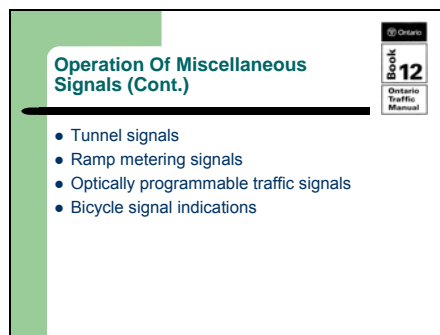 Operation Of Miscellaneous
Signals (Cont.)
Ontario
Book
12
Ontario
Traffic
Manual
● Tunnel signals
● Ramp metering signals
● Optically programmable traffic signals
● Bicycle signal indications